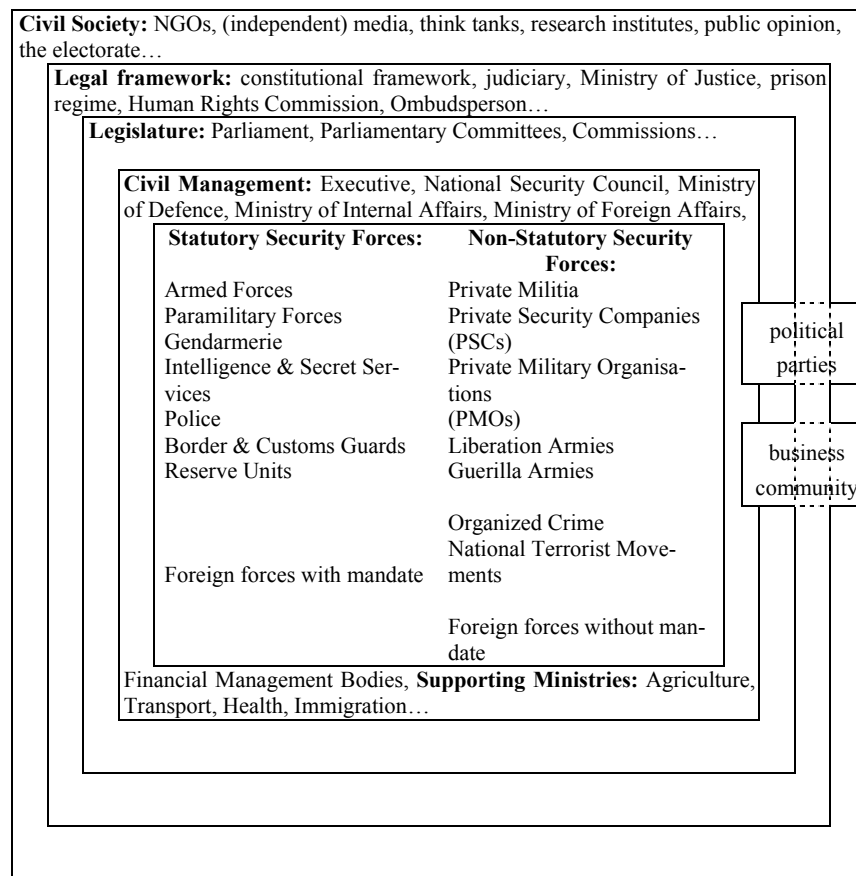 Civil Society: NGOs, (independent) media, think tanks, research institutes, public opinion,
the electorate…
Legal framework: constitutional framework, judiciary, Ministry of Justice, prison
regime, Human Rights Commission, Ombudsperson…
Legislature: Parliament, Parliamentary Committees, Commissions…
Civil Management: Executive, National Security Council, Ministry
of Defence, Ministry of Internal Affairs, Ministry of Foreign Affairs,
Statutory Security Forces:
Armed Forces
Paramilitary Forces
Gendarmerie
Intelligence & Secret Ser-
vices
Police
Border & Customs Guards
Reserve Units
Foreign forces with mandate
Non-Statutory Security
Forces:
Private Militia
Private Security Companies
(PSCs)
Private Military Organisa-
tions
(PMOs)
Liberation Armies
Guerilla Armies
Organized Crime
National Terrorist Move-
ments
Foreign forces without man-
date
Financial Management Bodies, Supporting Ministries: Agriculture,
Transport, Health, Immigration…
political
parties
business
community